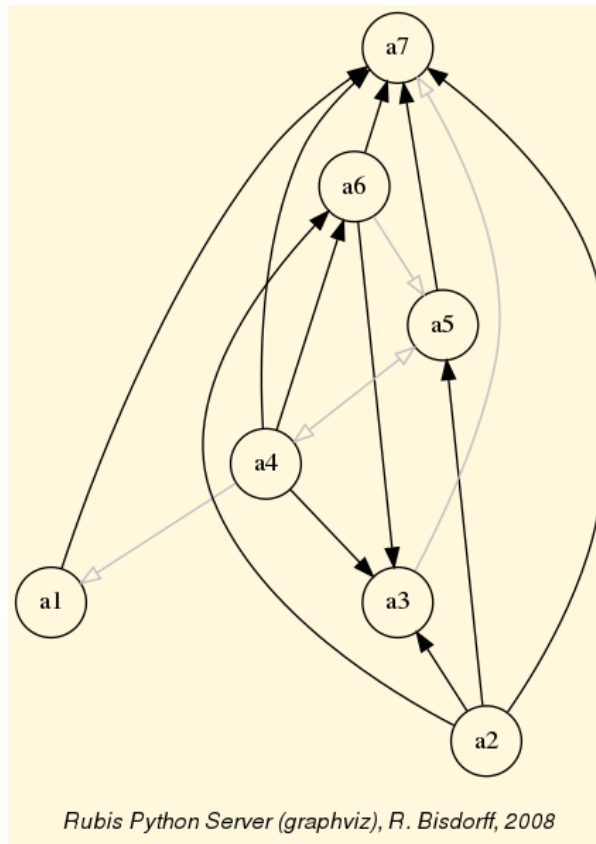 a7
a6
a5
a4
a1
a3
a2
Rubis Python Server (graphviz), R. Bisdorff, 2008